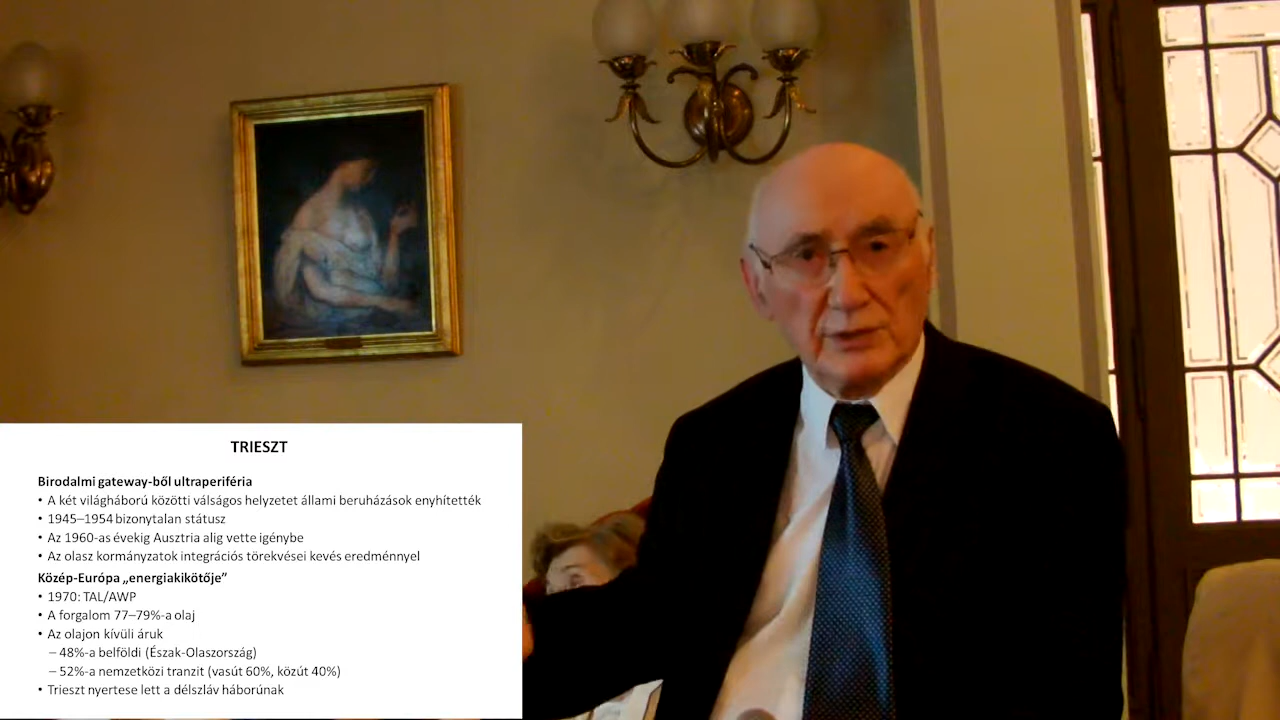 TRIESZT
Birodalmi gateway-ből ultraperiféria
• A két világháború közötti válságos helyzetet állami beruházások enyhítették
• 1945–1954 bizonytalan státusz
• Az 1960-as évekig Ausztria alig vette igénybe
• Az olasz kormányzatok integrációs törekvései kevés eredménnyel
Közép-Európa „energiakikötője”
• 1970: TAL/AWP
• A forgalom 77–79%-a olaj
• Az olajon kívüli áruk
– 48%-a belföldi (Észak-Olaszország)
– 52%-a nemzetközi tranzit (vasút 60%, közút 40%)
• Trieszt nyertese lett a délszláv háborúnak